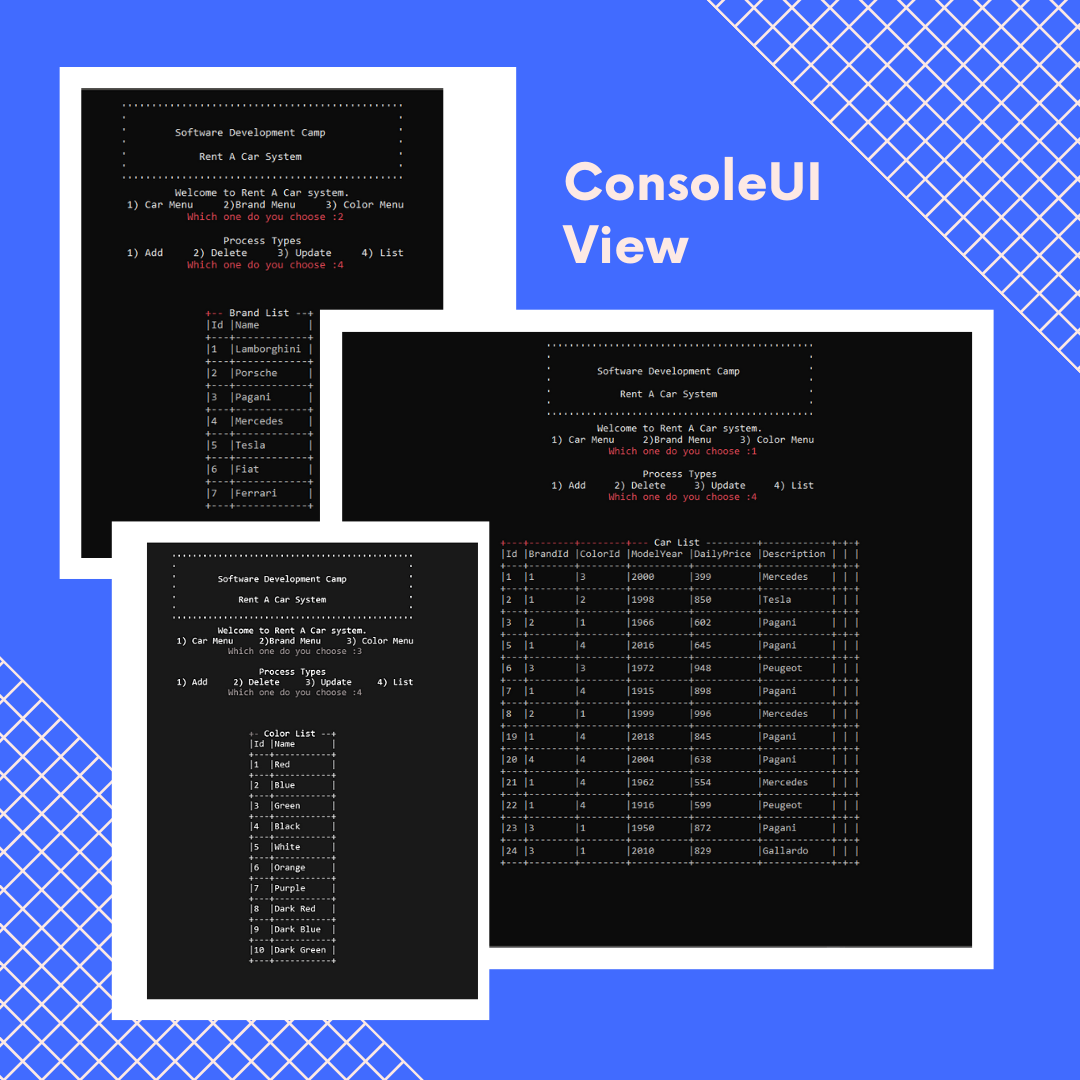 ConsoleUI
View
Software Development Camp
Rent A Car System
Welcome to Rent A Car system.
1) Car Menu 2)Brand Menu 3) Color Menu
Which one do you choose :2
Process Types
1) Add 2) Delete 3) Update 4) List
Which one do you choose :4
+-- Brand List --+
|Id |Name |
|1 |Lamborghini |
|2 |Porsche |
|3 |Pagani |
|4 |Mercedes |
|5 |Tesla |
|6 |Fiat |
|7 |Ferrari |
Software Development Camp
Rent A Car System
Welcome to Rent A Car system.
1) Car Menu 2)Brand Menu 3) Color Menu
Which one do you choose :1
Process Types
1) Add 2) Delete 3) Update 4) List
Which one do you choose :4
+---+--------+--------+--- Car List ---------+-----------+-+-+
|Id |BrandId |ColorId |ModelYear |DailyPrice |Description | | |
|1 |1 |3 |2000 |399 |Mercedes | | |
|2 |1 |2 |1998 |850 |Tesla | | |
|3 |2 |1 |1966 |602 |Pagani | | |
|5 |1 |4 |2016 |645 |Pagani | | |
|6 |3 |3 |1972 |948 |Peugeot | | |
|7 |1 |4 |1915 |898 |Pagani | | |
|8 |2 |1 |1999 |996 |Mercedes | | |
|19 |1 |4 |2018 |845 |Pagani | | |
|20 |4 |4 |2004 |638 |Pagani | | |
|21 |1 |4 |1962 |554 |Mercedes | | |
|22 |1 |4 |1916 |599 |Peugeot | | |
|23 |3 |1 |1950 |872 |Pagani | | |
|24 |3 |1 |2010 |829 |Gallardo | | |
Software Development Camp
Rent A Car System
Welcome to Rent A Car system.
1) Car Menu 2)Brand Menu 3) Color Menu
Which one do you choose :3
Process Types
1) Add 2) Delete 3) Update 4) List
Which one do you choose :4
+- Color List --+
|Id |Name |
|1 |Red |
|2 |Blue |
|3 |Green |
|4 |Black |
|5 |White |
|6 |Orange |
|7 |Purple |
|8 |Dark Red |
|9 |Dark Blue |
|10 |Dark Green |